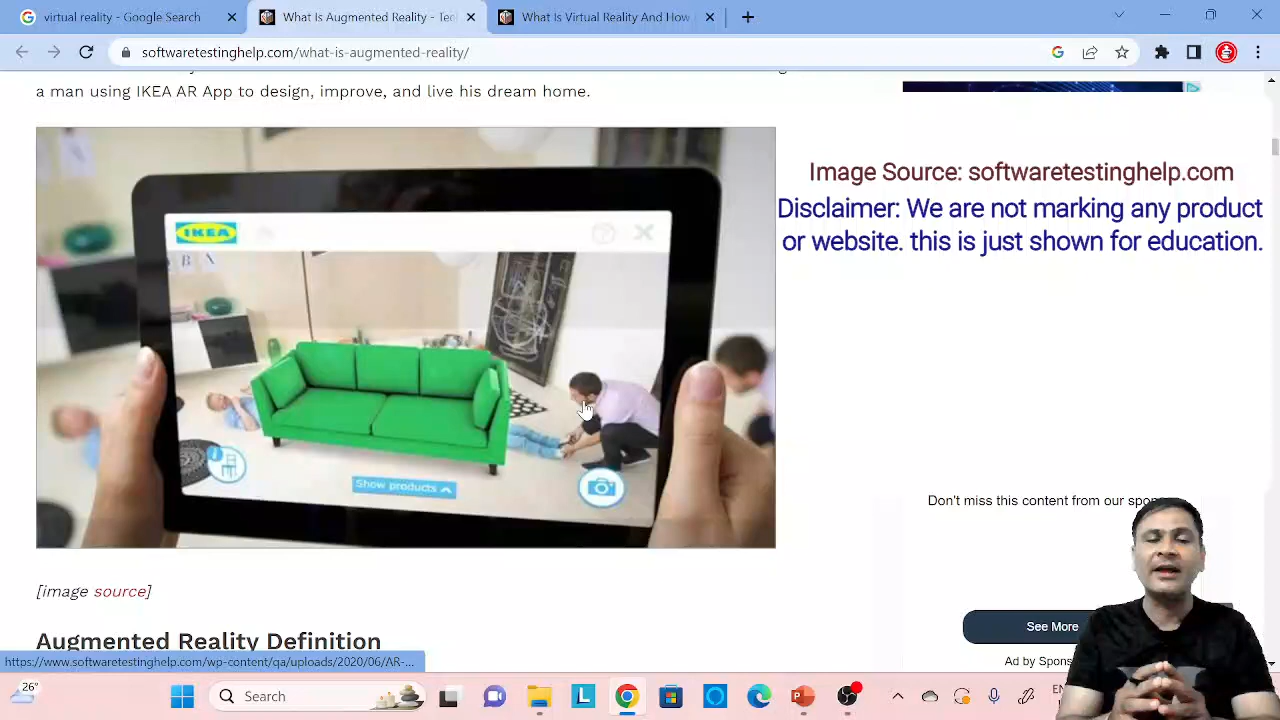 virtual reality - Google Search
What Is Augmented Reality - Tec
What Is Virtual Reality And How
softwaretestinghelp.com/what-is-augmented-reality/
a man using IKEA AR App to design, improve, and live his dream home.
Image Source: softwaretestinghelp.com
Disclaimer: We are not marking any product
or website. this is just shown for education.
IKEA
Show products
Don't miss this content from our
[image source]
See More
Augmented Reality Definition
Ad by
https://www.softwaretestinghelp.com/wp-content/qa/uploads/2020/06/AR-...
26°
Search